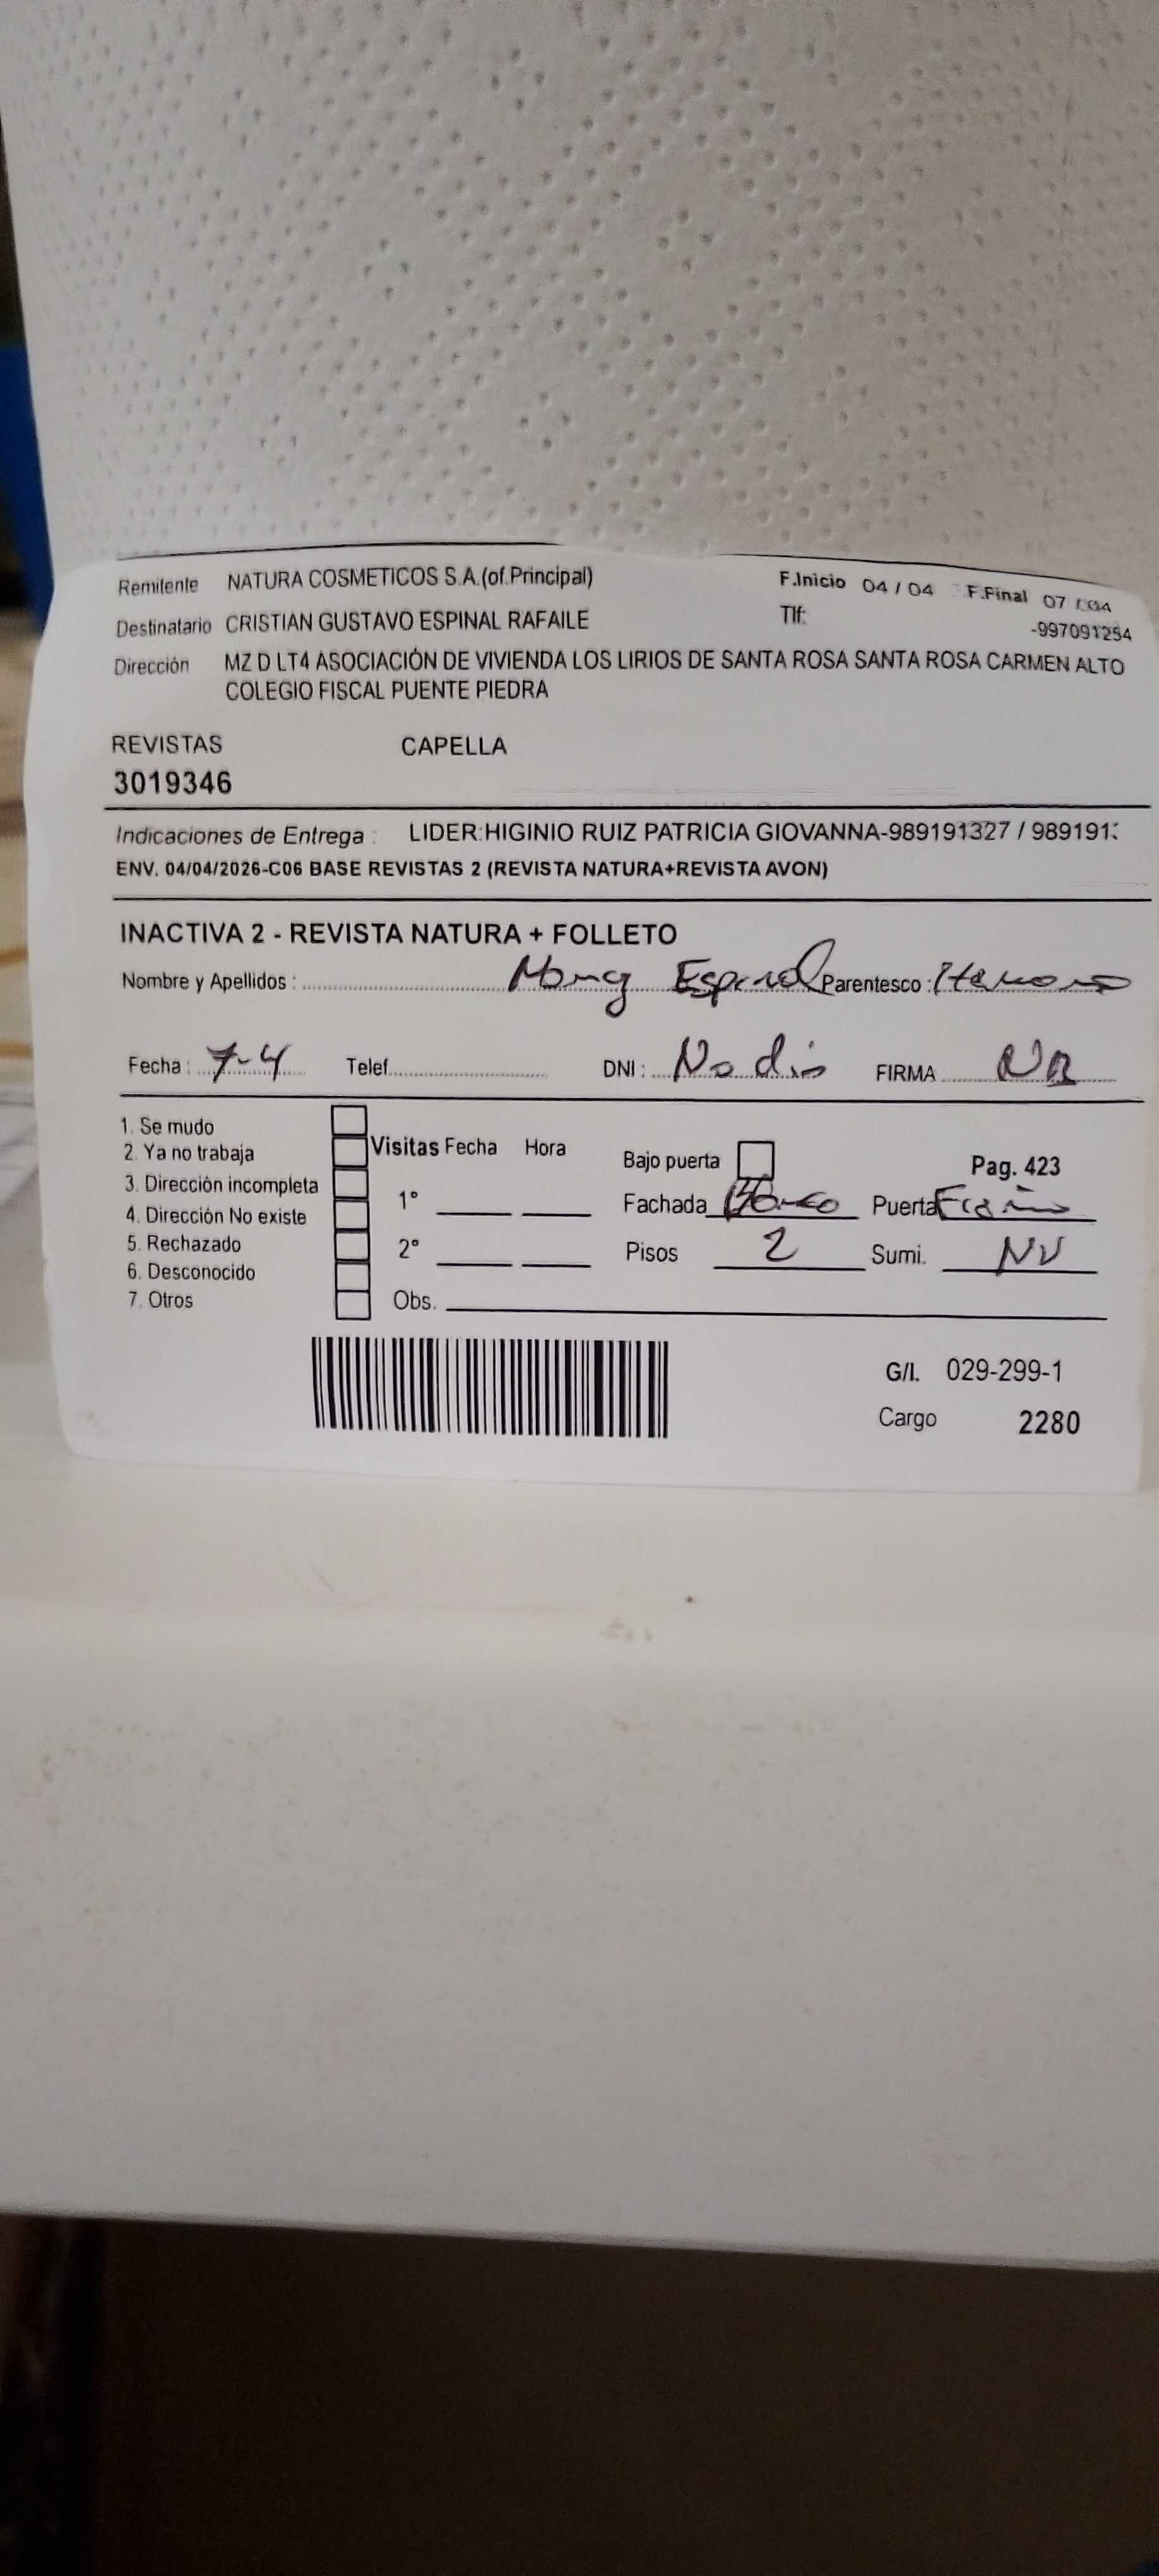 Remitente NATURA COSMETICOS S.A.(of.Principal) F.Inicio 04 / 04 F.Final 07
Destinatario CRISTIAN GUSTAVO ESPINAL RAFAILE Tlf: -997091254
Dirección MZ D LT4 ASOCIACIÓN DE VIVIENDA LOS LIRIOS DE SANTA ROSA SANTA ROSA CARMEN ALTO
COLEGIO FISCAL PUENTE PIEDRA
REVISTAS CAPELLA
3019346
Indicaciones de Entrega : LIDER:HIGINIO RUIZ PATRICIA GIOVANNA-989191327 / 989191
ENV. 04/04/2026-C06 BASE REVISTAS 2 (REVISTA NATURA+REVISTA AVON)
INACTIVA 2 - REVISTA NATURA + FOLLETO
Nombre y Apellidos : Espinal Parentesco :
Fecha : 7-4 Telef. DNI : No dio FIRMA
1. Se mudo
2. Ya no trabaja Visitas Fecha Hora Bajo puerta Pag. 423
3. Dirección incompleta 1° Fachada Blanco Puerta
4. Dirección No existe
5. Rechazado 2° Pisos 2 Sumi. NV
6. Desconocido
7. Otros Obs.
G/I. 029-299-1
Cargo 2280